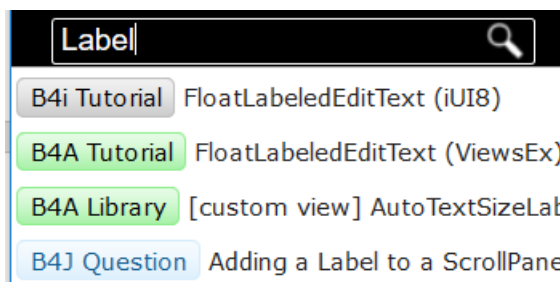 Label
B4i Tutorial FloatLabeledEditText (iUI8)
B4A Tutorial FloatLabeledEditText (ViewsEx)
B4A Library [custom view] AutoTextSizeLab
B4J Question Adding a Label to a ScrollPane